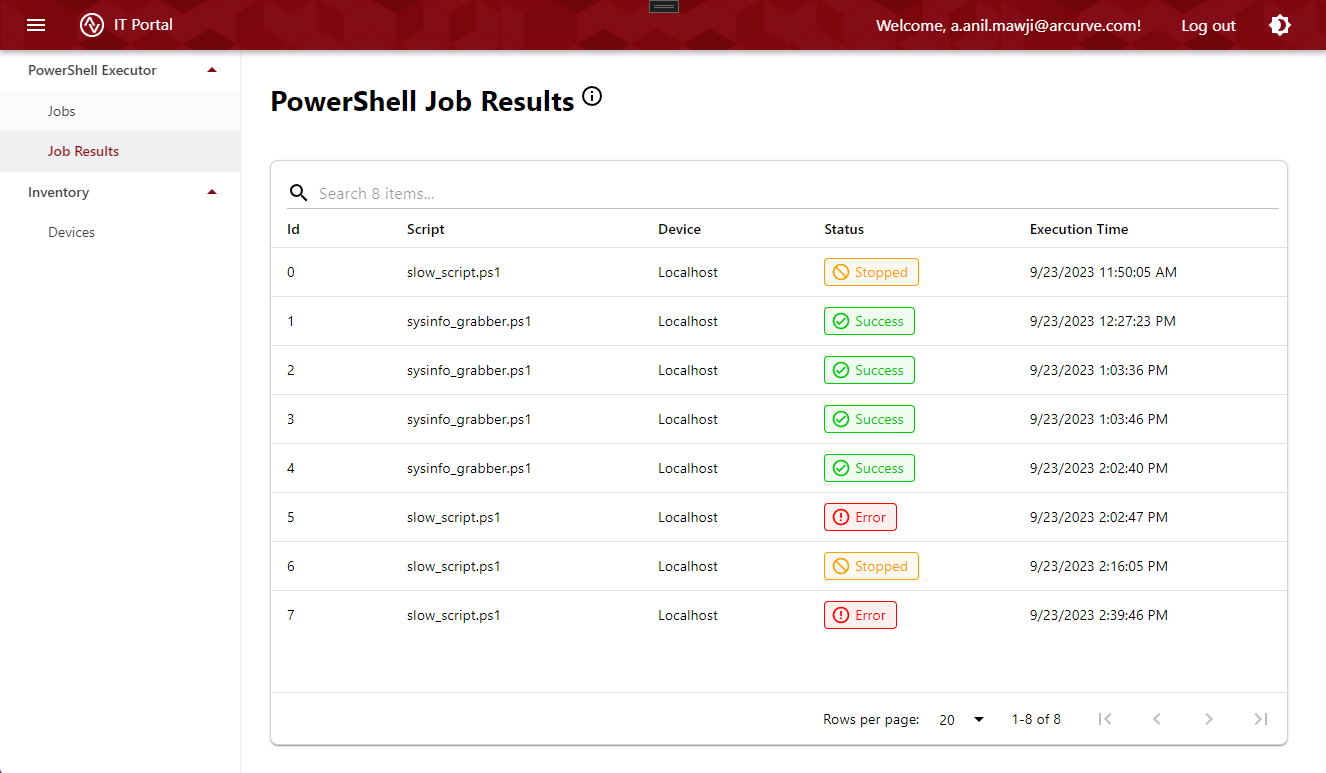 IT Portal Welcome, a.anil.mawji@arcurve.com! Log out
PowerShell Executor
Jobs
Job Results
Inventory
Devices
PowerShell Job Results
Search 8 items...
Id Script Device Status Execution Time
0 slow_script.ps1 Localhost Stopped 9/23/2023 11:50:05 AM
1 sysinfo_grabber.ps1 Localhost Success 9/23/2023 12:27:23 PM
2 sysinfo_grabber.ps1 Localhost Success 9/23/2023 1:03:36 PM
3 sysinfo_grabber.ps1 Localhost Success 9/23/2023 1:03:46 PM
4 sysinfo_grabber.ps1 Localhost Success 9/23/2023 2:02:40 PM
5 slow_script.ps1 Localhost Error 9/23/2023 2:02:47 PM
6 slow_script.ps1 Localhost Stopped 9/23/2023 2:16:05 PM
7 slow_script.ps1 Localhost Error 9/23/2023 2:39:46 PM
Rows per page: 20 1-8 of 8